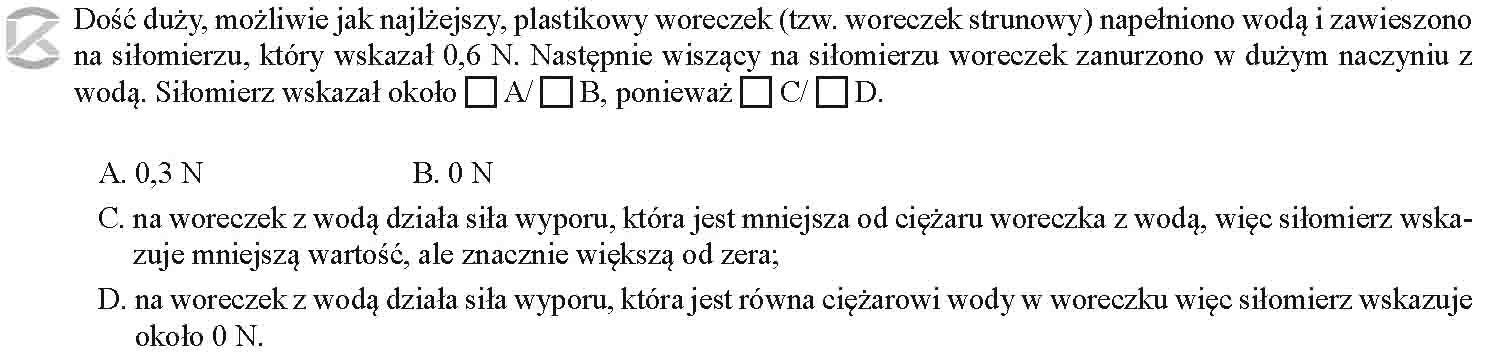 Dość duży, możliwie jak najlżejszy, plastikowy woreczek (tzw. woreczek strunowy) napełniono wodą i zawieszono
na siłomierzu, który wskazał 0,6 N. Następnie wiszący na siłomierzu woreczek zanurzono w dużym naczyniu z
wodą. Siłomierz wskazał około □ A/ □ B, ponieważ □ C/ □ D.
A. 0,3 N B. 0 N
C. na woreczek z wodą działa siła wyporu, która jest mniejsza od ciężaru woreczka z wodą, więc siłomierz wska-
zuje mniejszą wartość, ale znacznie większą od zera;
D. na woreczek z wodą działa siła wyporu, która jest równa ciężarowi wody w woreczku więc siłomierz wskazuje
około 0 N.